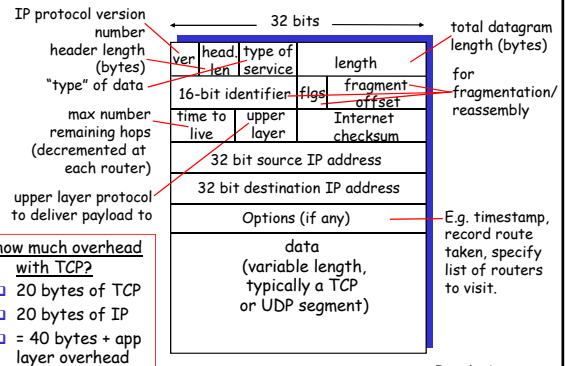 IP protocol version
number
header length
(bytes)
"type" of data
max number
remaining hops
(decremented at
each router)
upper layer protocol
to deliver payload to
how much overhead
with TCP?
20 bytes of TCP
20 bytes of IP
= 40 bytes + app
layer overhead
32 bits
ver
head.
len
type of
service
length
16-bit identifier
flgs
fragment
offset
time to
live
upper
layer
Internet
checksum
32 bit source IP address
32 bit destination IP address
Options (if any)
data
(variable length,
typically a TCP
or UDP segment)
total datagram
length (bytes)
for
fragmentation/
reassembly
E.g. timestamp,
record route
taken, specify
list of routers
to visit.